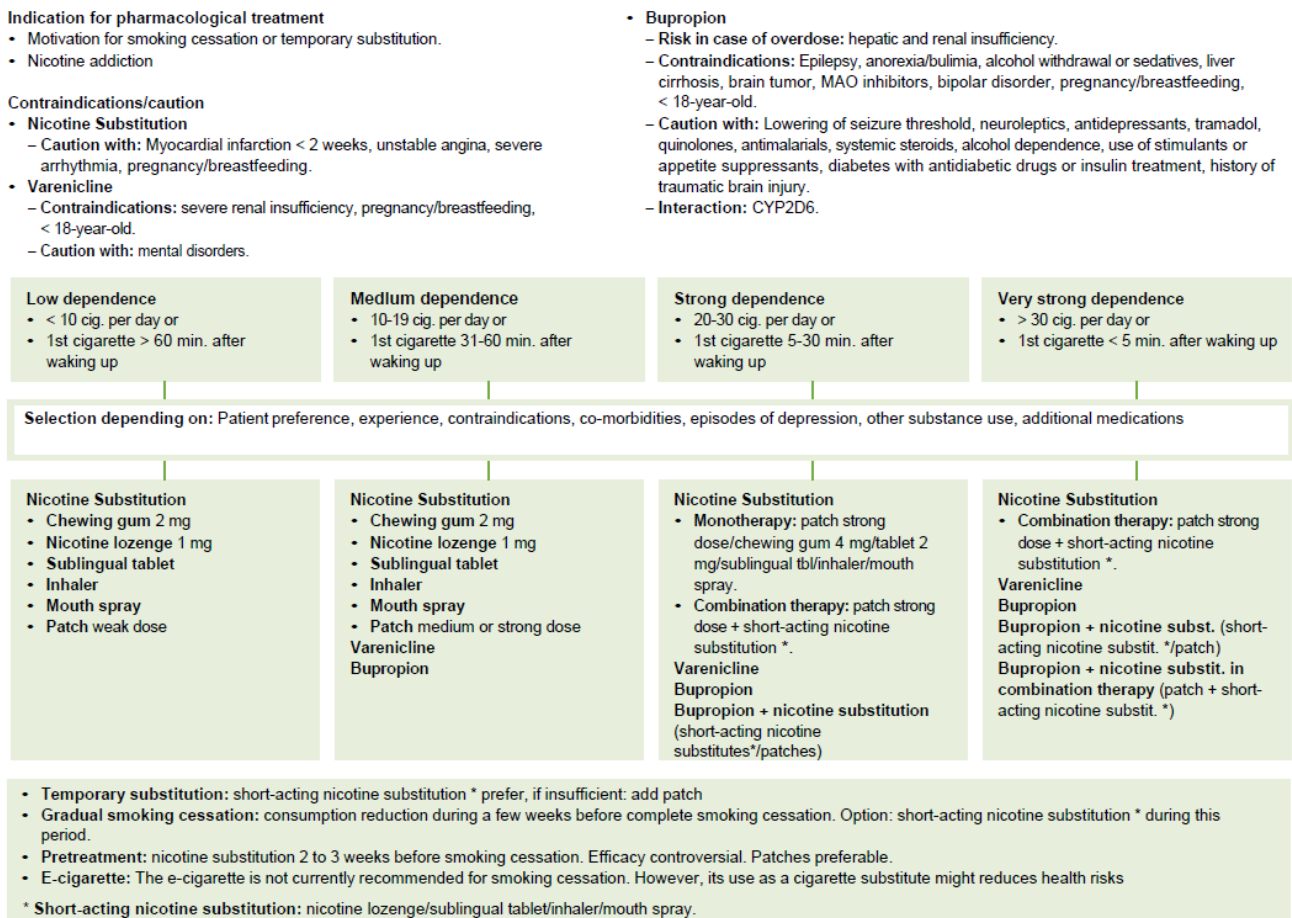 Indication for pharmacological treatment
• Motivation for smoking cessation or temporary substitution.
• Nicotine addiction
Contraindications/caution
• Nicotine Substitution
– Caution with: Myocardial infarction < 2 weeks, unstable angina, severe
arrhythmia, pregnancy/breastfeeding.
• Varenicline
– Contraindications: severe renal insufficiency, pregnancy/breastfeeding,
< 18-year-old.
– Caution with: mental disorders.
• Bupropion
– Risk in case of overdose: hepatic and renal insufficiency.
– Contraindications: Epilepsy, anorexia/bulimia, alcohol withdrawal or sedatives, liver
cirrhosis, brain tumor, MAO inhibitors, bipolar disorder, pregnancy/breastfeeding,
< 18-year-old.
– Caution with: Lowering of seizure threshold, neuroleptics, antidepressants, tramadol,
quinolones, antimalarials, systemic steroids, alcohol dependence, use of stimulants or
appetite suppressants, diabetes with antidiabetic drugs or insulin treatment, history of
traumatic brain injury.
– Interaction: CYP2D6.
Low dependence
• < 10 cig. per day or
• 1st cigarette > 60 min. after
waking up
Medlum dependence
• 10-19 cig. per day or
• 1st cigarette 31-60 min. after
waking up
Strong dependence
• 20-30 cig. per day or
• 1st cigarette 5-30 min. after
waking up
Very strong dependence
• > 30 cig. per day or
• 1st cigarette < 5 min. after waking up
Selection depending on: Patient preference, experience, contraindications, co-morbidities, episodes of depression, other substance use, additional medications
Nicotine Substitution
• Chewing gum 2 mg
• Nicotine lozenge 1 mg
• Sublingual tablet
• Inhaler
• Mouth spray
• Patch weak dose
Nicotine Substitution
• Chewing gum 2 mg
• Nicotine lozenge 1 mg
• Sublingual tablet
• Inhaler
• Mouth spray
• Patch medium or strong dose
Varenicline
Bupropion
Nicotine Substitution
• Monotherapy: patch strong
dose/chewing gum 4 mg/tablet 2
mg/sublingual tbl/inhaler/mouth
spray.
• Combination therapy: patch strong
dose + short-acting nicotine
substitution *.
Varenicline
Bupropion
Bupropion + nicotine substitution
(short-acting nicotine
substitutes*/patches)
Nicotine Substitution
• Combination therapy: patch strong
dose + short-acting nicotine
substitution *.
Varenicline
Bupropion
Bupropion + nicotine subst. (short-
acting nicotine substit. */patch)
Bupropion + nicotine substit. in
combination therapy (patch + short-
acting nicotine substit. *)
• Temporary substitution: short-acting nicotine substitution * prefer, if insufficient: add patch
• Gradual smoking cessation: consumption reduction during a few weeks before complete smoking cessation. Option: short-acting nicotine substitution * during this
period.
• Pretreatment: nicotine substitution 2 to 3 weeks before smoking cessation. Efficacy controversial. Patches preferable.
• E-cigarette: The e-cigarette is not currently recommended for smoking cessation. However, its use as a cigarette substitute might reduces health risks
* Short-acting nicotine substitution: nicotine lozenge/sublingual tablet/inhaler/mouth spray.